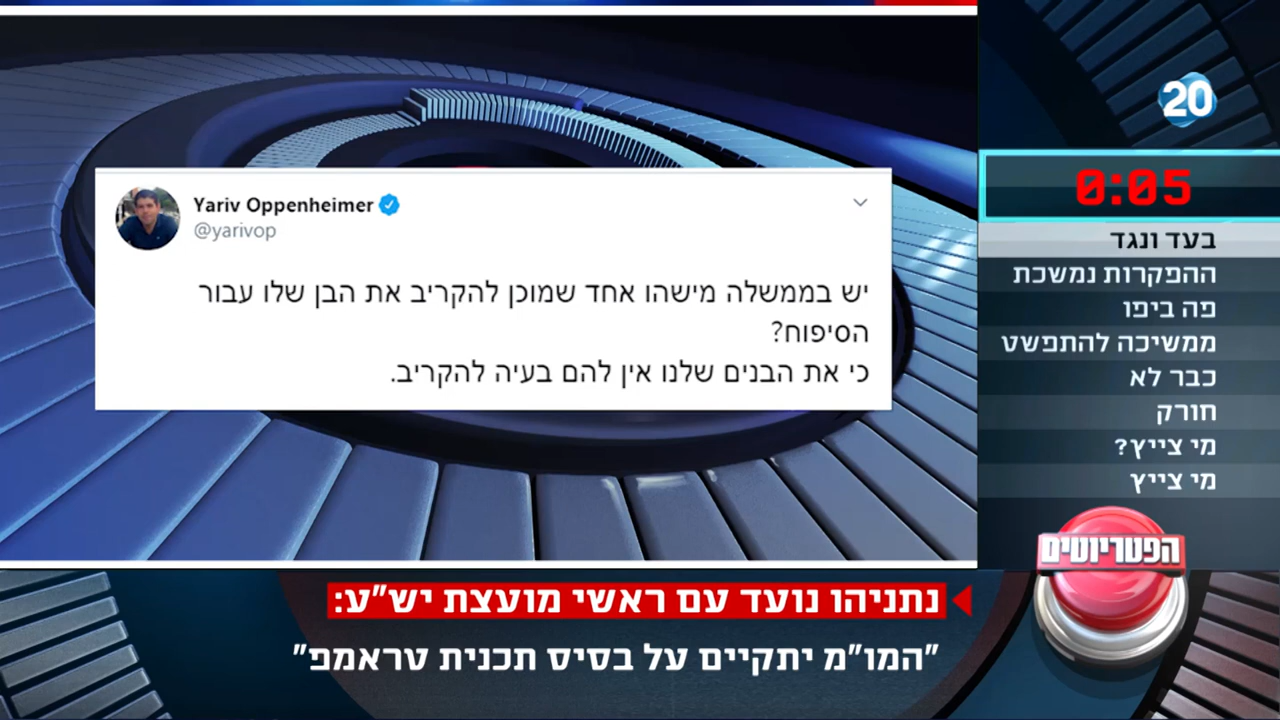 Yariv Oppenheimer
@yarivop
יש בממשלה מישהו אחד שמוכן להקריב את הבן שלו עבור
הסיפוח?
כי את הבנים שלנו אין להם בעיה להקריב.
20
0:05
בעד ונגד
ההפקרות נמשכת
פה ביפו
ממשיכה להתפשט
כבר לא
חורק
מי צייץ?
מי צייץ
הפטריוטים
נתניהו נועד עם ראשי מועצת יש"ע:
"המו"מ יתקיים על בסיס תכנית טראמפ"